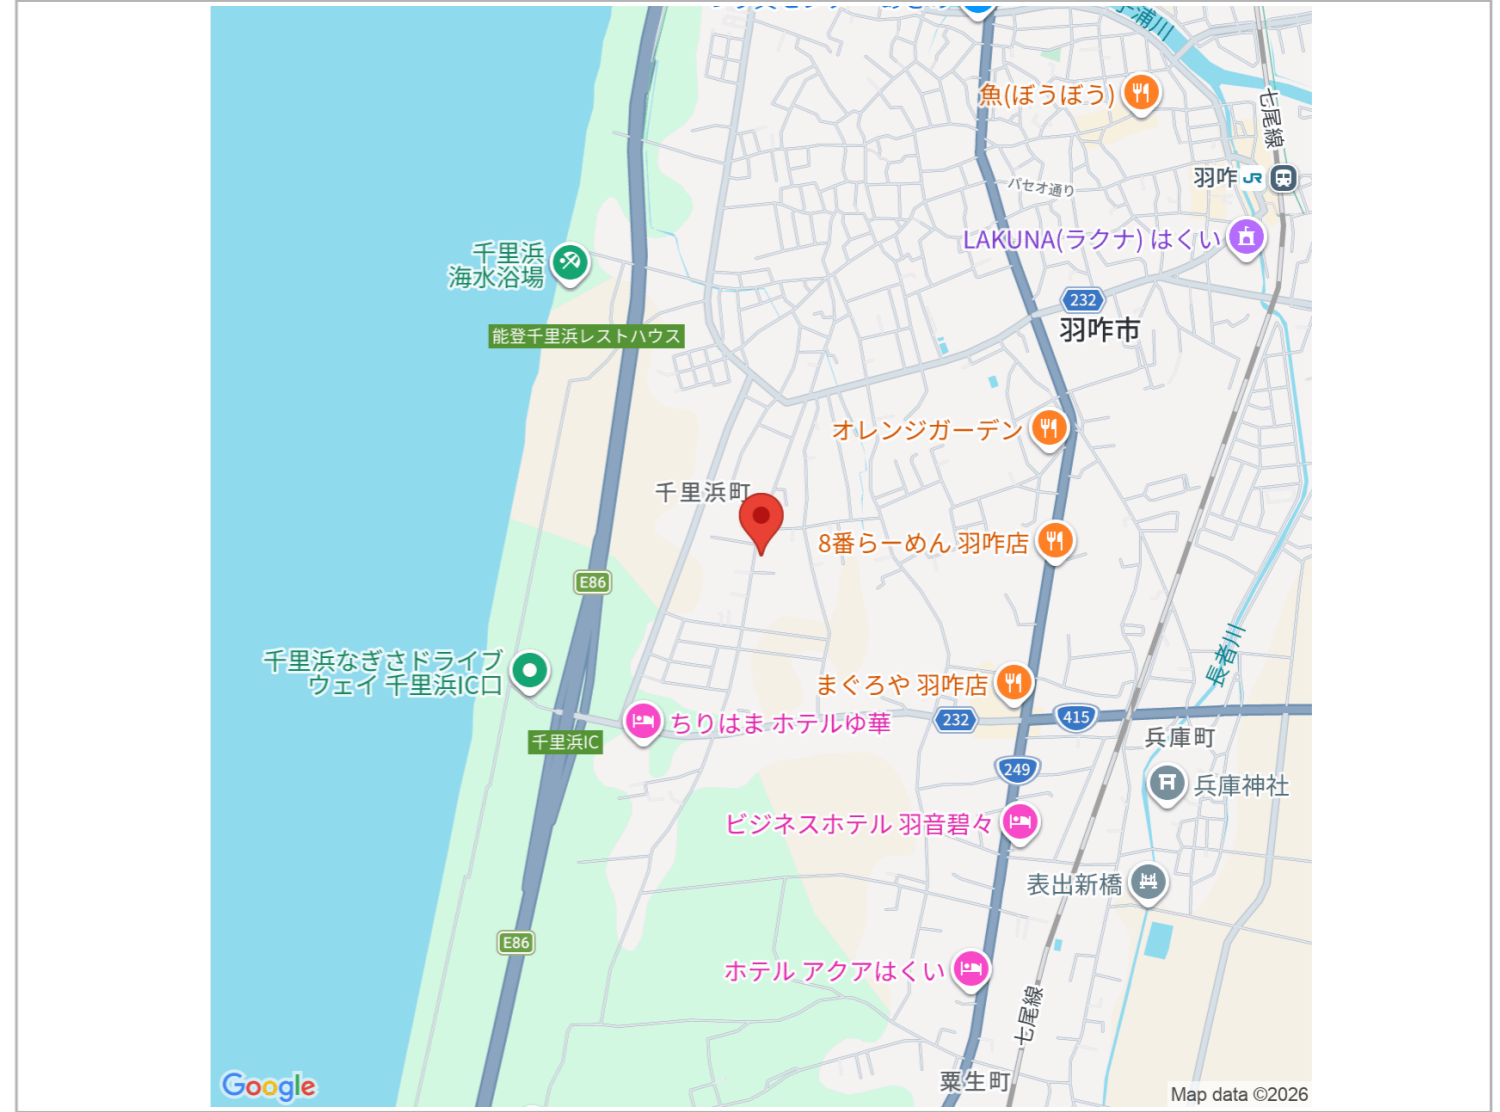 魚(ぼうぼう)
七尾線
羽咋
JR
パセオ通り
LAKUNA(ラクナ) はくい
千里浜
海水浴場
232
羽咋市
能登千里浜レストハウス
オレンジガーデン
千里浜町
8番らーめん 羽咋店
E86
千里浜なぎさドライブ
ウェイ 千里浜IC口
長者川
まぐろや 羽咋店
ちりはま ホテルゆ華
232
415
千里浜IC
兵庫町
249
兵庫神社
ビジネスホテル 羽音碧々
表出新橋
E86
ホテル アクアはくい
七尾線
粟生町
Google
Map data ©2026